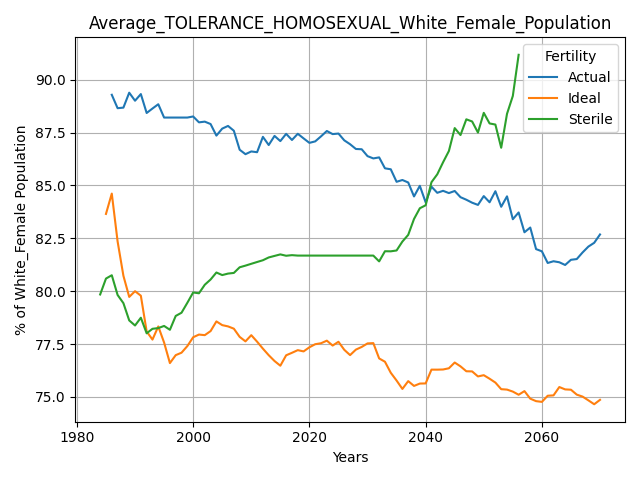 Average_TOLERANCE_HOMOSEXUAL_White_Female_Population
Fertility
Actual
Ideal
Sterile
% of White_Female Population
90.0
87.5
85.0
82.5
80.0
77.5
75.0
1980
2000
2020
2040
2060
Years